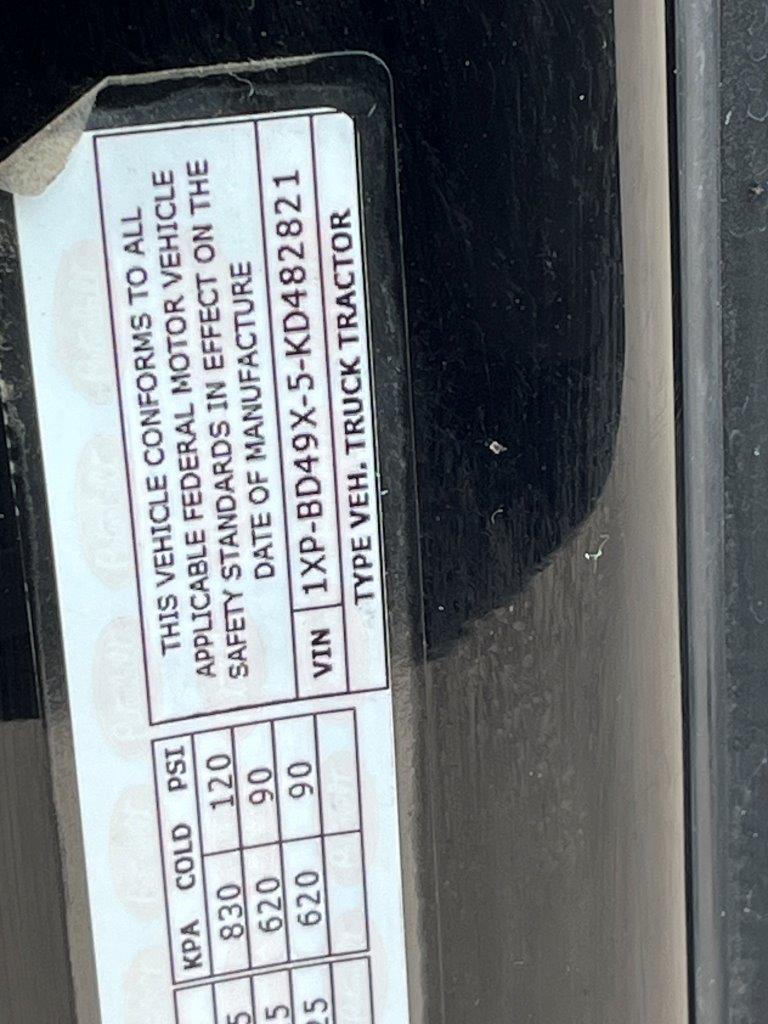 THIS VEHICLE CONFORMS TO ALL
APPLICABLE FEDERAL MOTOR VEHICLE
SAFETY STANDARDS IN EFFECT ON THE
DATE OF MANUFACTURE
VIN 1XP-BD49X-5-KD482821
TYPE VEH. TRUCK TRACTOR
KPA COLD PSI
830 120
620 90
620 90